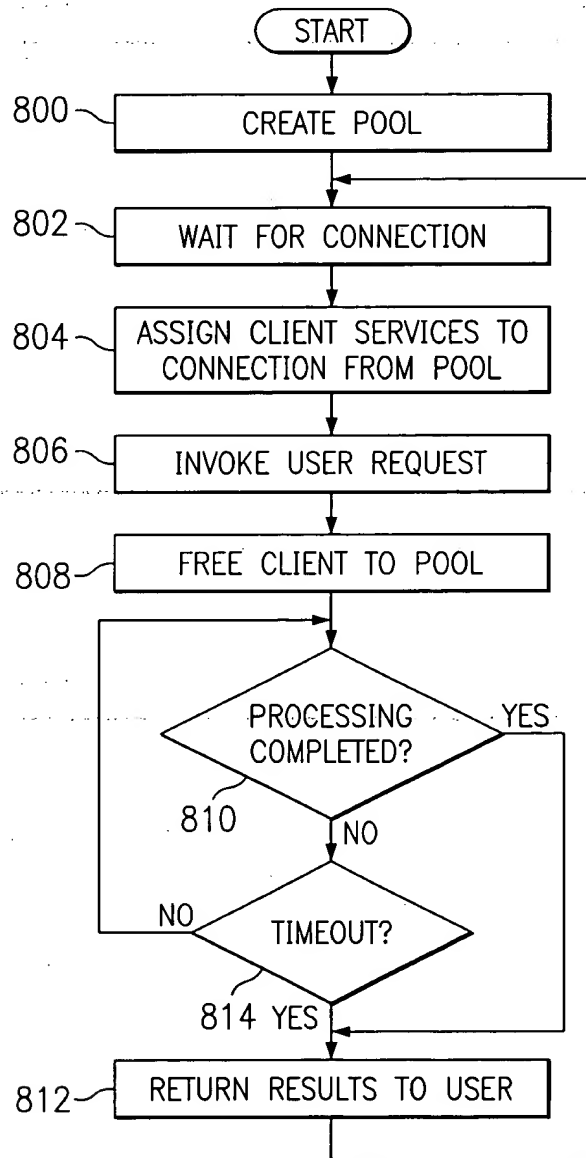 START
800
CREATE POOL
802
WAIT FOR CONNECTION
804
ASSIGN CLIENT SERVICES TO
CONNECTION FROM POOL
806
INVOKE USER REQUEST
808
FREE CLIENT TO POOL
PROCESSING
COMPLETED?
YES
810
NO
NO
TIMEOUT?
814
YES
812
RETURN RESULTS TO USER